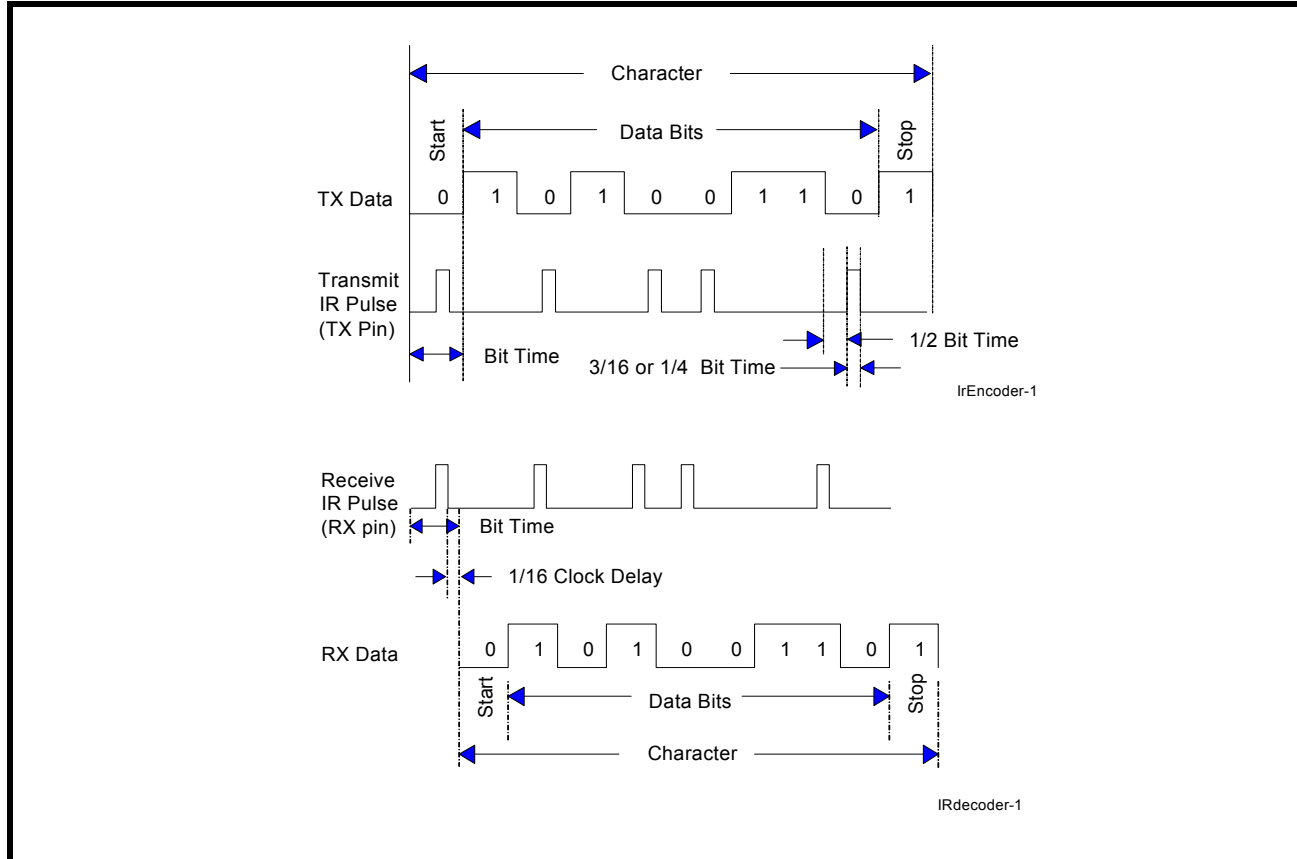 Character
Start
Data Bits
Stop
TX Data
0 1 0 1 0 0 1 1 0 1
Transmit
IR Pulse
(TX Pin)
1/2 Bit Time
Bit Time
3/16 or 1/4 Bit Time
IrEncoder-1
Receive
IR Pulse
(RX pin)
Bit Time
1/16 Clock Delay
RX Data
0 1 0 1 0 0 1 1 0 1
Start
Data Bits
Stop
Character
IRdecoder-1